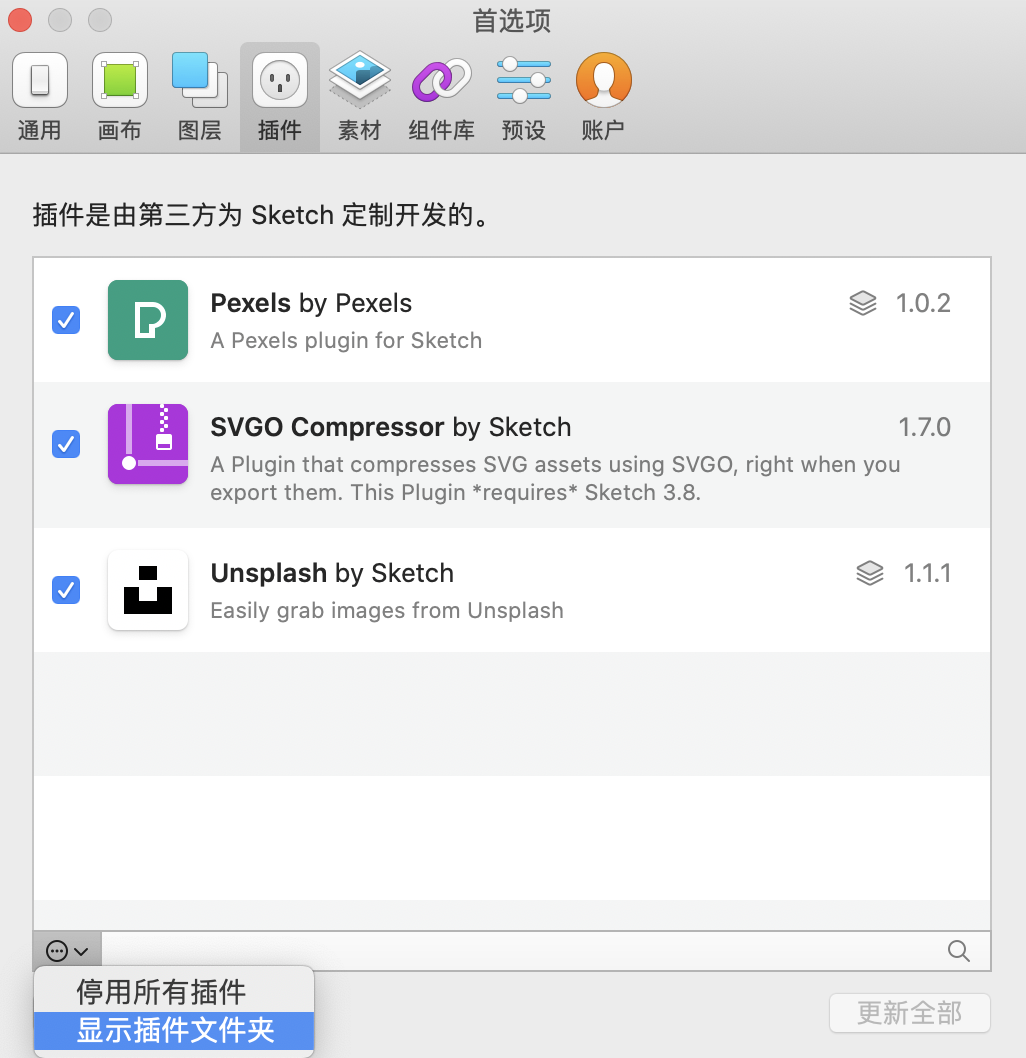 首选项
通用 画布 图层 插件 素材 组件库 预设 账户
插件是由第三方为 Sketch 定制开发的。
Pexels by Pexels 1.0.2
A Pexels plugin for Sketch
SVGO Compressor by Sketch 1.7.0
A Plugin that compresses SVG assets using SVGO, right when you
export them. This Plugin *requires* Sketch 3.8.
Unsplash by Sketch 1.1.1
Easily grab images from Unsplash
停用所有插件
显示插件文件夹
更新全部